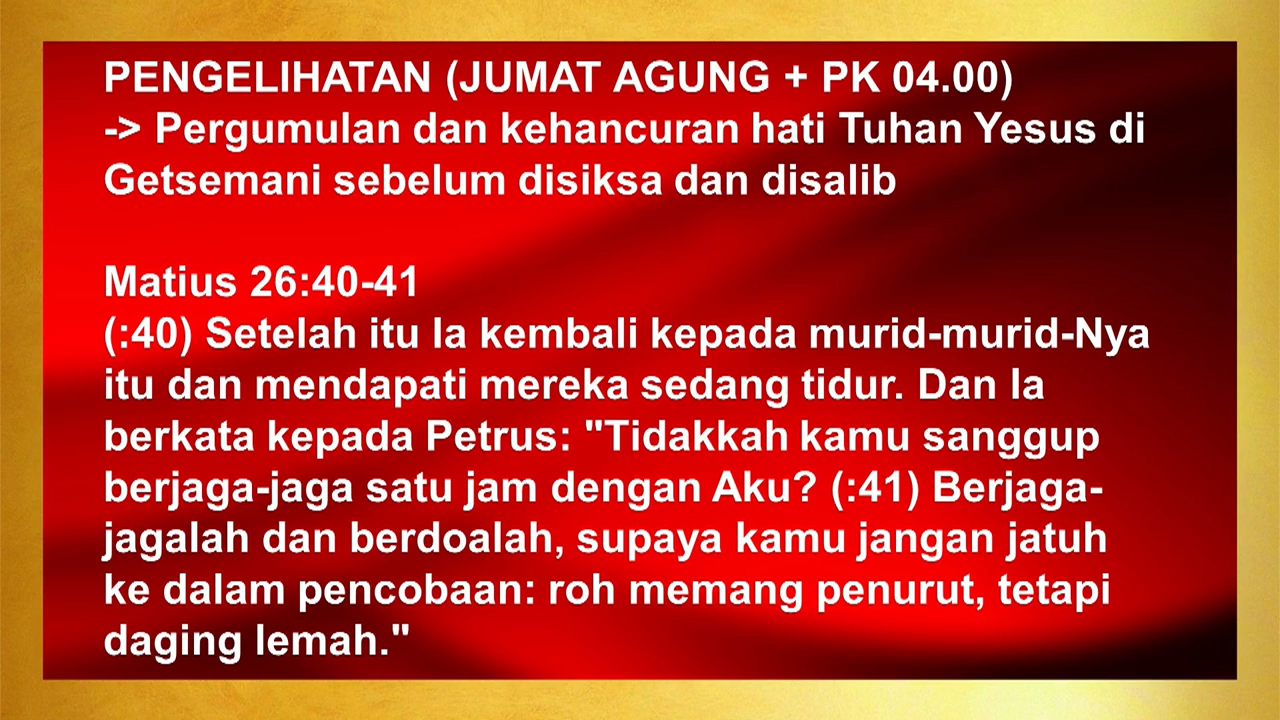 PENGELIHATAN (JUMAT AGUNG + PK 04.00)
-> Pergumulan dan kehancuran hati Tuhan Yesus di
Getsemani sebelum disiksa dan disalib
Matius 26:40-41
(:40) Setelah itu Ia kembali kepada murid-murid-Nya
itu dan mendapati mereka sedang tidur. Dan Ia
berkata kepada Petrus: "Tidakkah kamu sanggup
berjaga-jaga satu jam dengan Aku? (:41) Berjaga-
jagalah dan berdoalah, supaya kamu jangan jatuh
ke dalam pencobaan: roh memang penurut, tetapi
daging lemah."